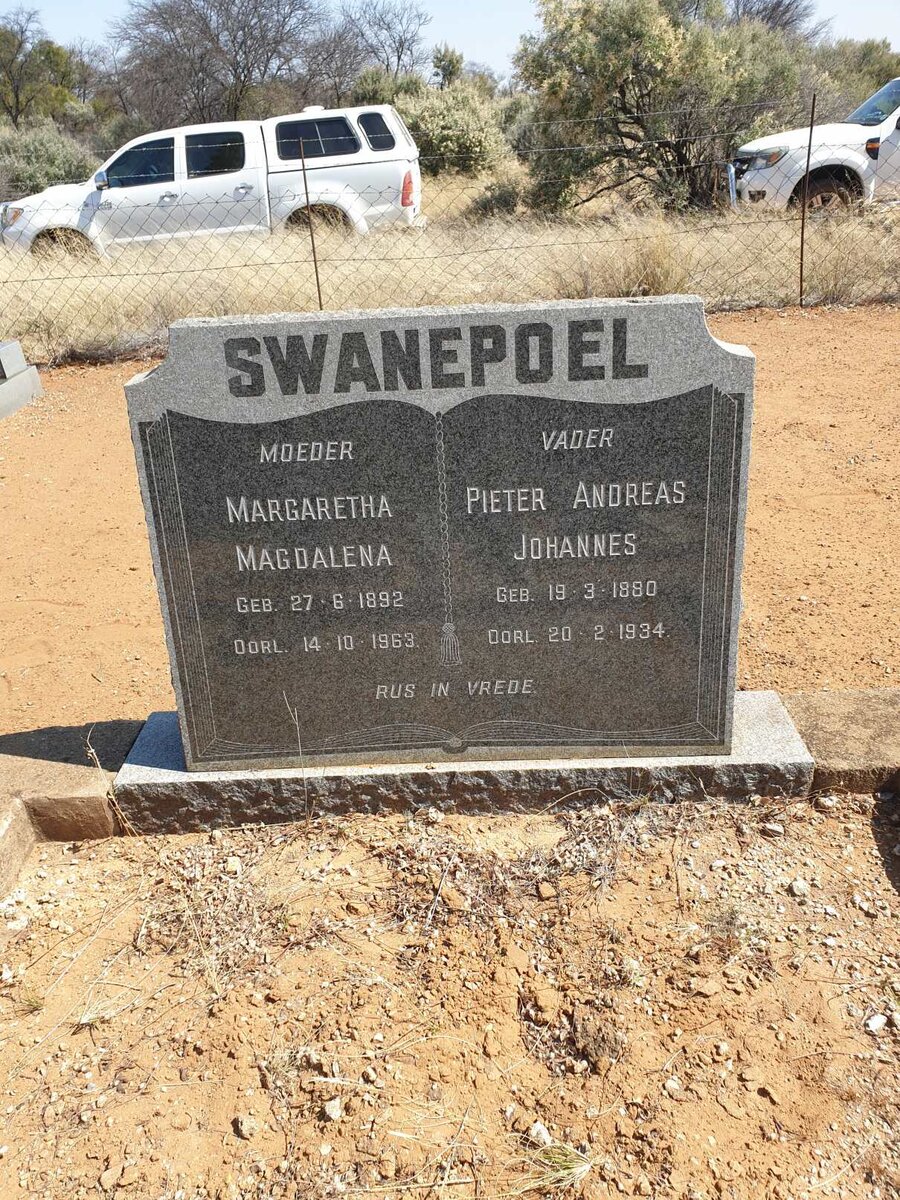 SWANEPOEL
MOEDER
MARGARETHA
MAGDALENA
GEB. 27·6·1892
OORL. 14·10·1963.
VADER
PIETER ANDREAS
JOHANNES
GEB. 19·3·1880
OORL. 20·2·1934.
RUS IN VREDE.